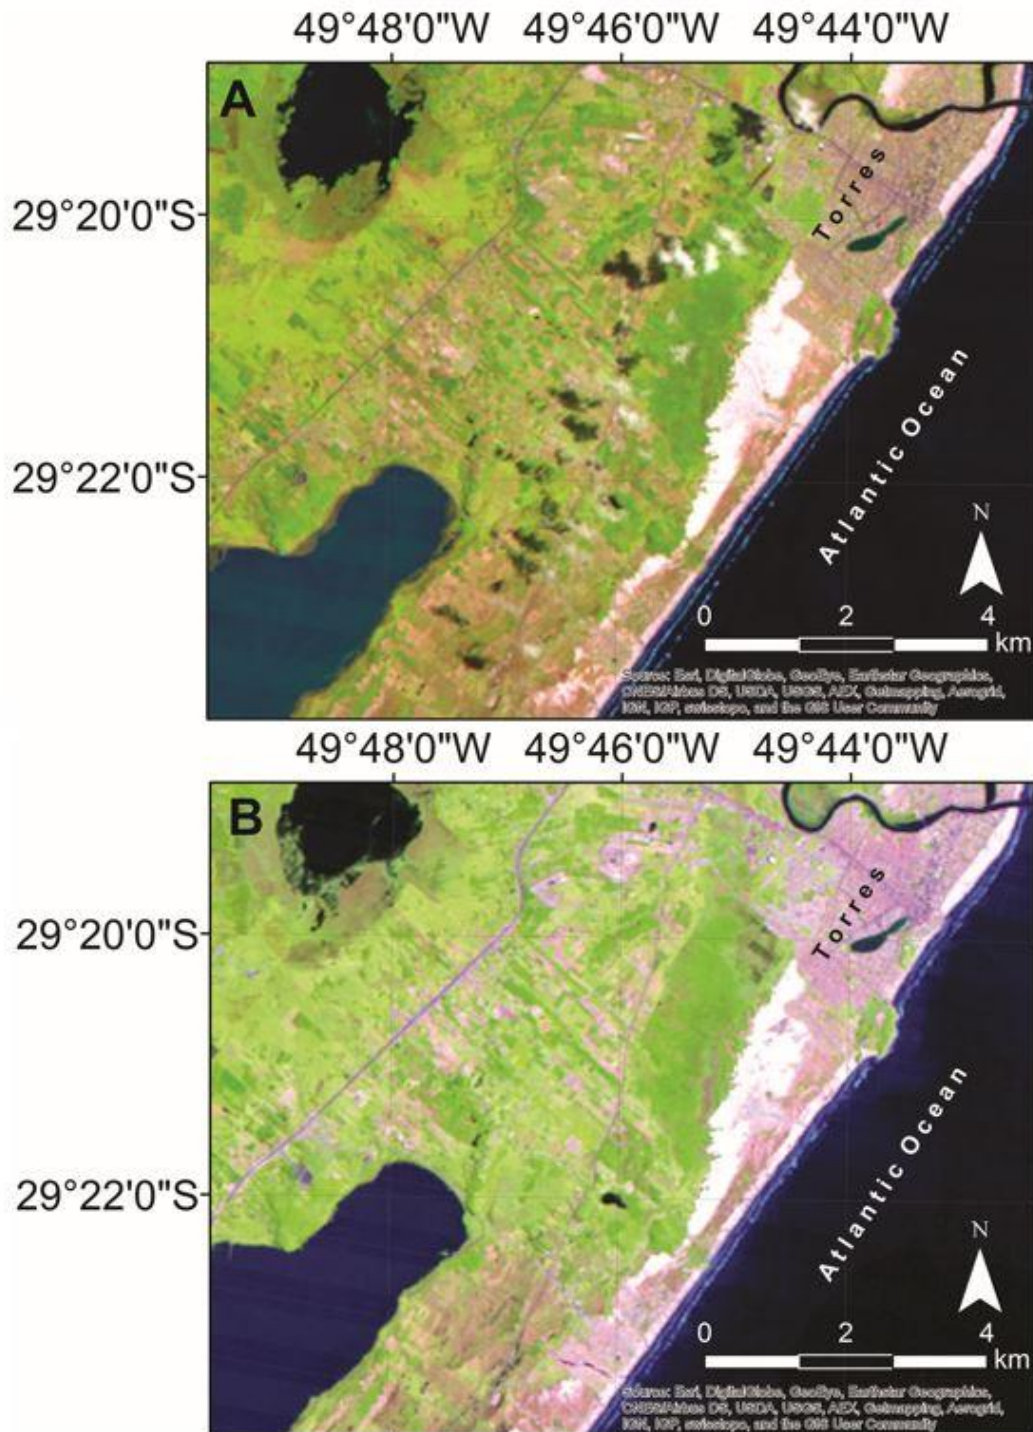 49°48'0"W 49°46'0"W 49°44'0"W
A
Torres
29°20'0"S
29°22'0"S
Atlantic Ocean
N
0 2 4
km
Source: Esri, DigitalGlobe, GeoEye, Earthstar Geographics,
CNES/Airbus DS, USDA, USGS, AEX, Getmapping, Aerogrid,
IGN, IGP, swisstopo, and the GIS User Community
49°48'0"W 49°46'0"W 49°44'0"W
B
Torres
29°20'0"S
29°22'0"S
Atlantic Ocean
N
0 2 4
km
Source: Esri, DigitalGlobe, GeoEye, Earthstar Geographics,
CNES/Airbus DS, USDA, USGS, AEX, Getmapping, Aerogrid,
IGN, IGP, swisstopo, and the GIS User Community